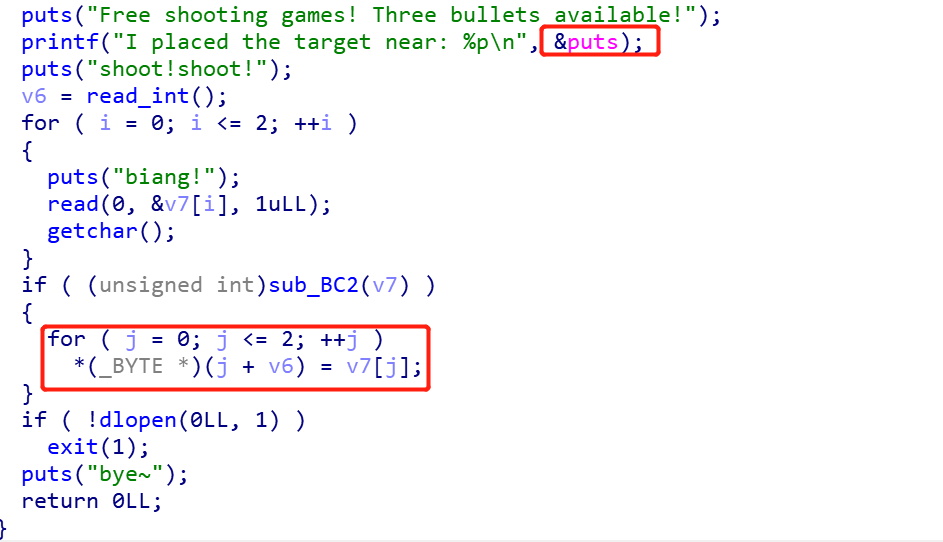 puts("Free shooting games! Three bullets available!");
printf("I placed the target near: %p\n", &puts);
puts("shoot!shoot!");
v6 = read_int();
for ( i = 0; i <= 2; ++i )
{
puts("biang!");
read(0, &v7[i], 1uLL);
getchar();
}
if ( (unsigned int)sub_BC2(v7) )
{
for ( j = 0; j <= 2; ++j )
*(_BYTE *)(j + v6) = v7[j];
}
if ( !dlopen(0LL, 1) )
exit(1);
puts("bye~");
return 0LL;
}